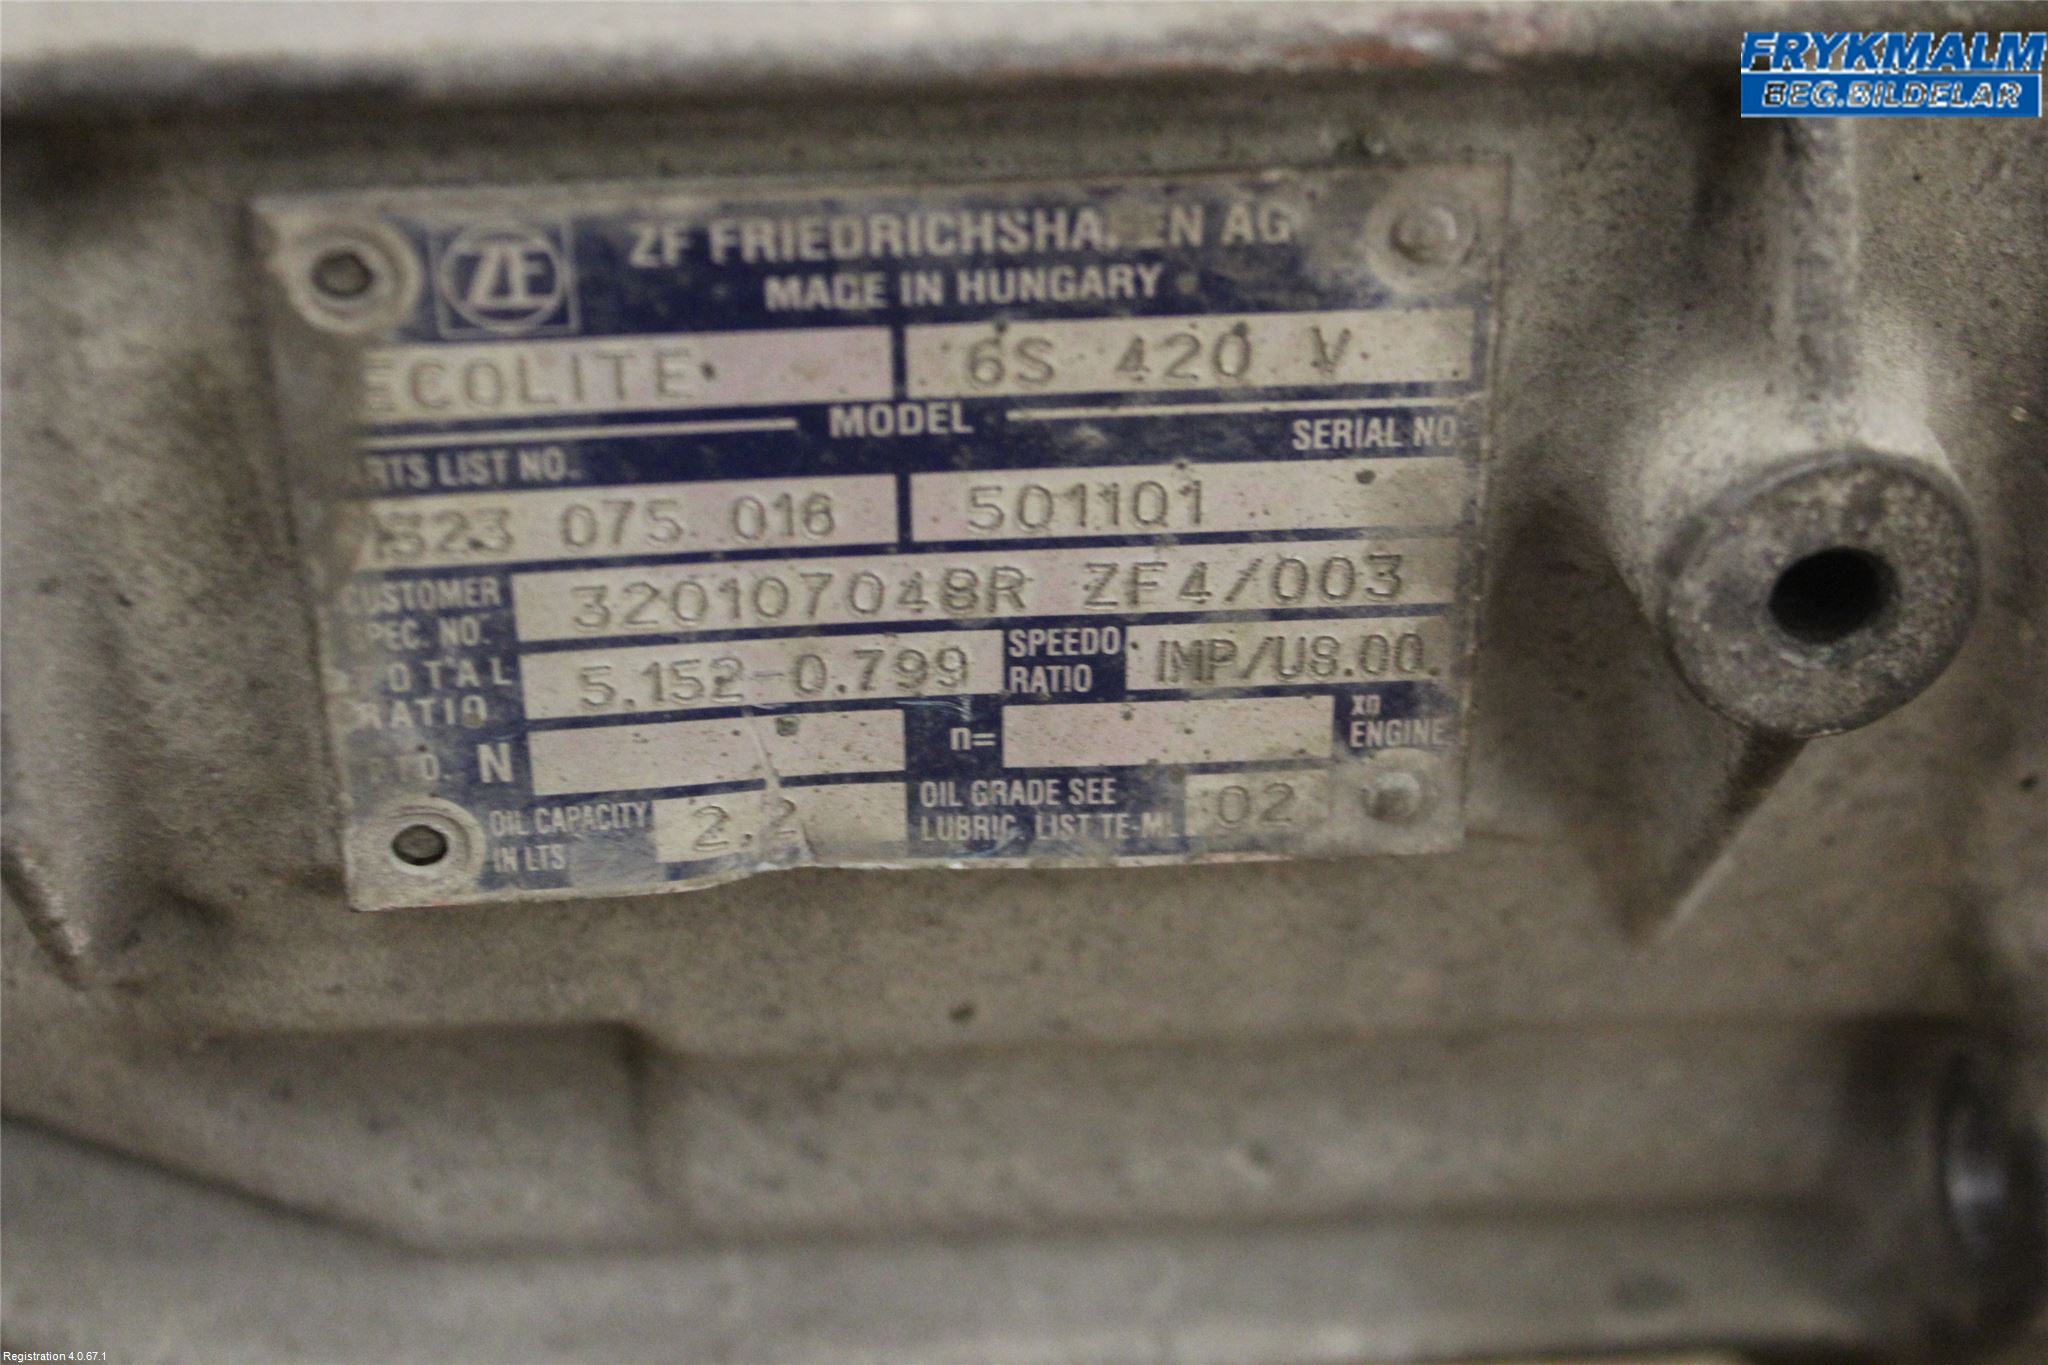 FRYKMALM
BEG.BILDELAR
ZF
ZF FRIEDRICHSHA. EN AG
MADE IN HUNGARY
ECOLITE 6S 420 V
MODEL
ARTS LIST NO. SERIAL NO
1323 075 016 501101
CUSTOMER SPEC. NO. 320107048R ZF4/003
TOTAL RATIO 5.152-0.799 SPEEDO RATIO IMP/U8.00.
N n= ENGINE
OIL CAPACITY IN LTS 2.2 OIL GRADE SEE LUBRIC. LIST TE-ML 02
Registration 4.0.67.1